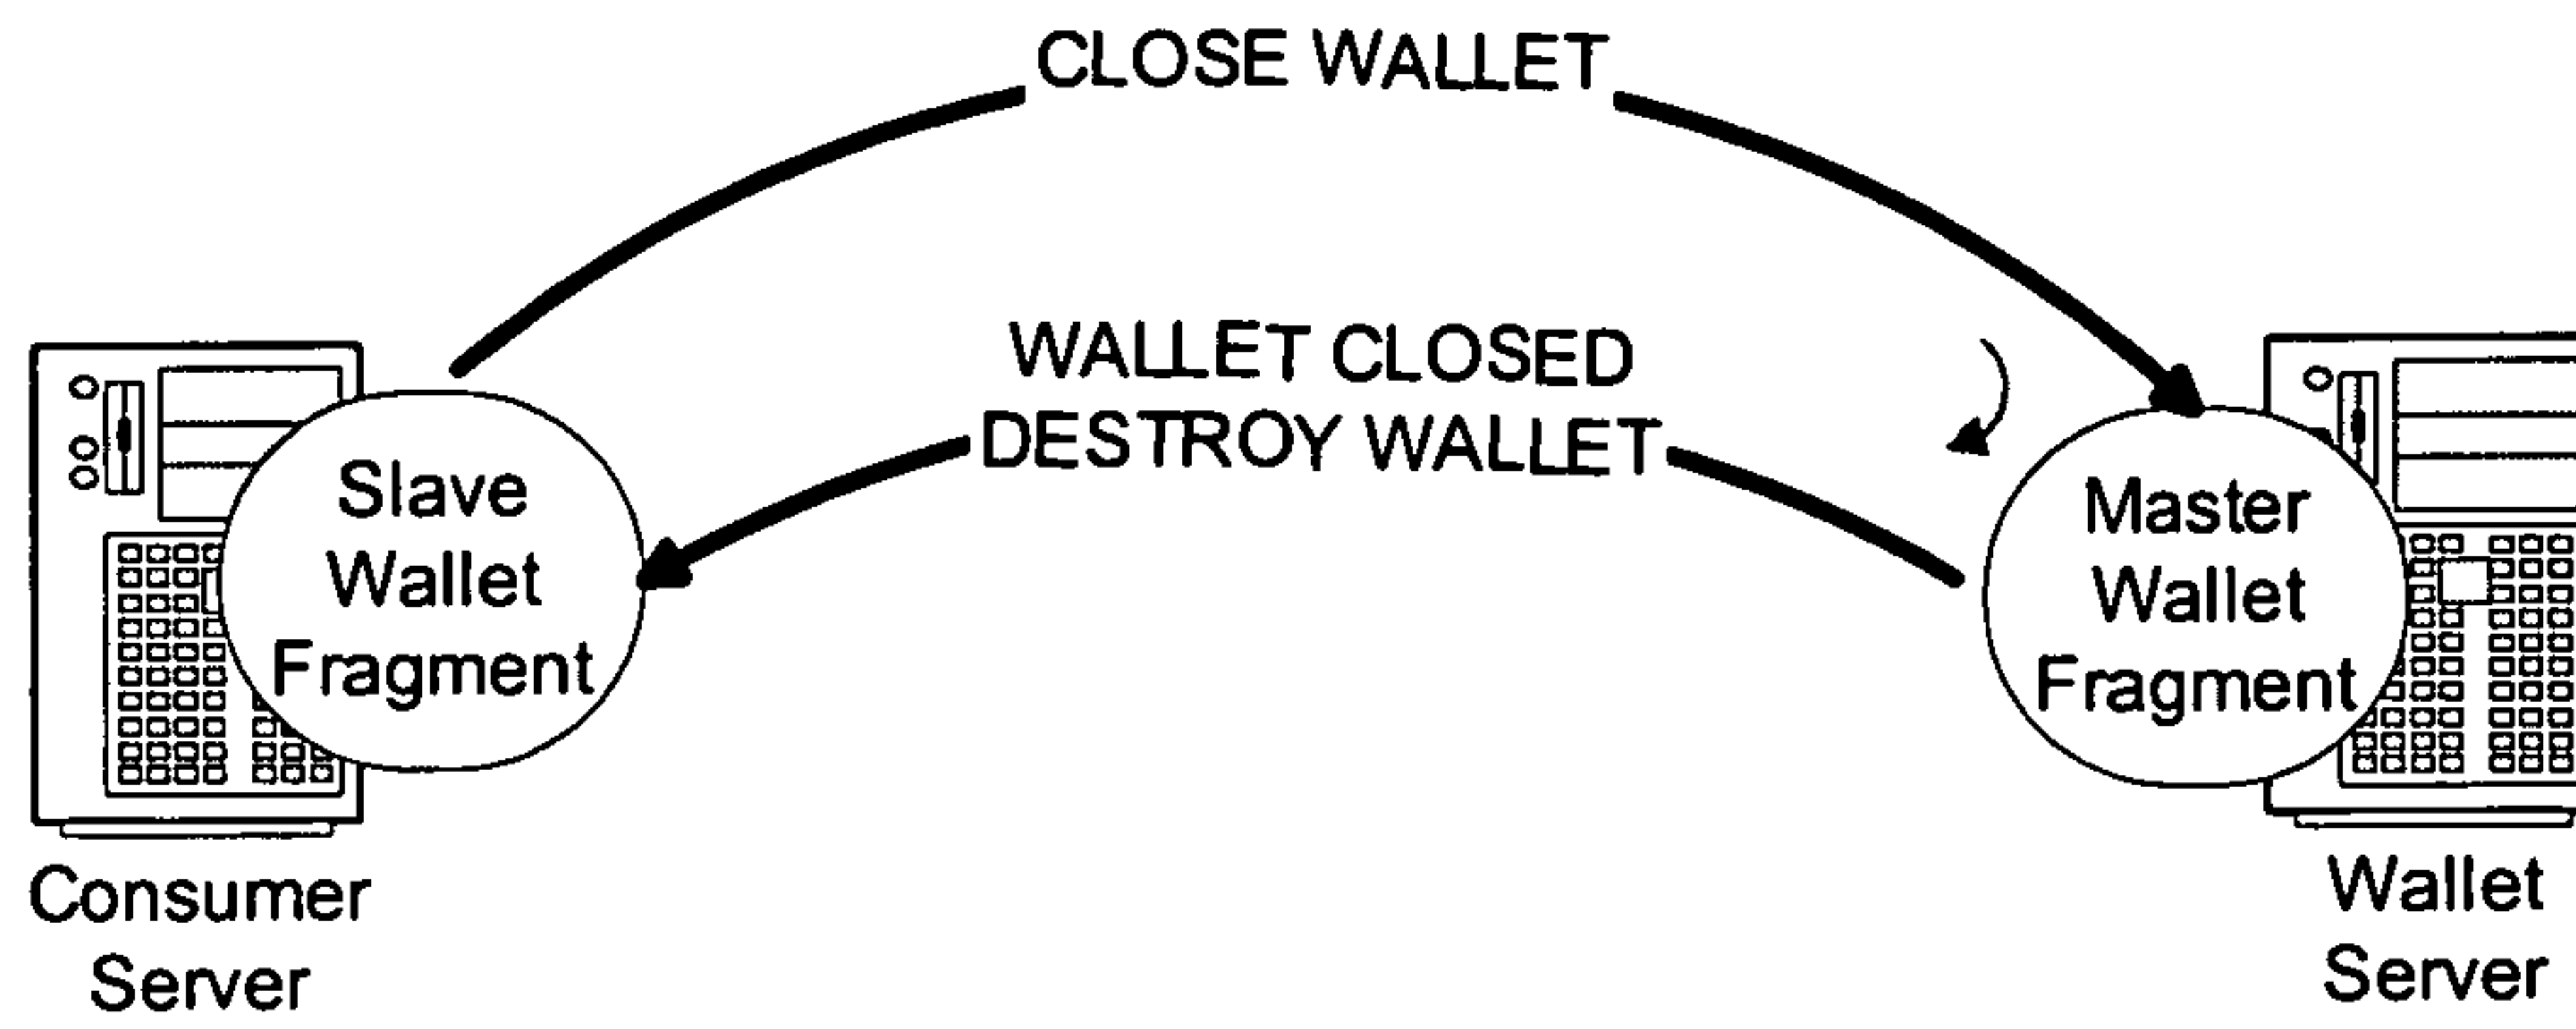 CLOSE WALLET
WALLET CLOSED
DESTROY WALLET
Slave
Wallet
Fragment
Master
Wallet
Fragment
Consumer
Server
Wallet
Server